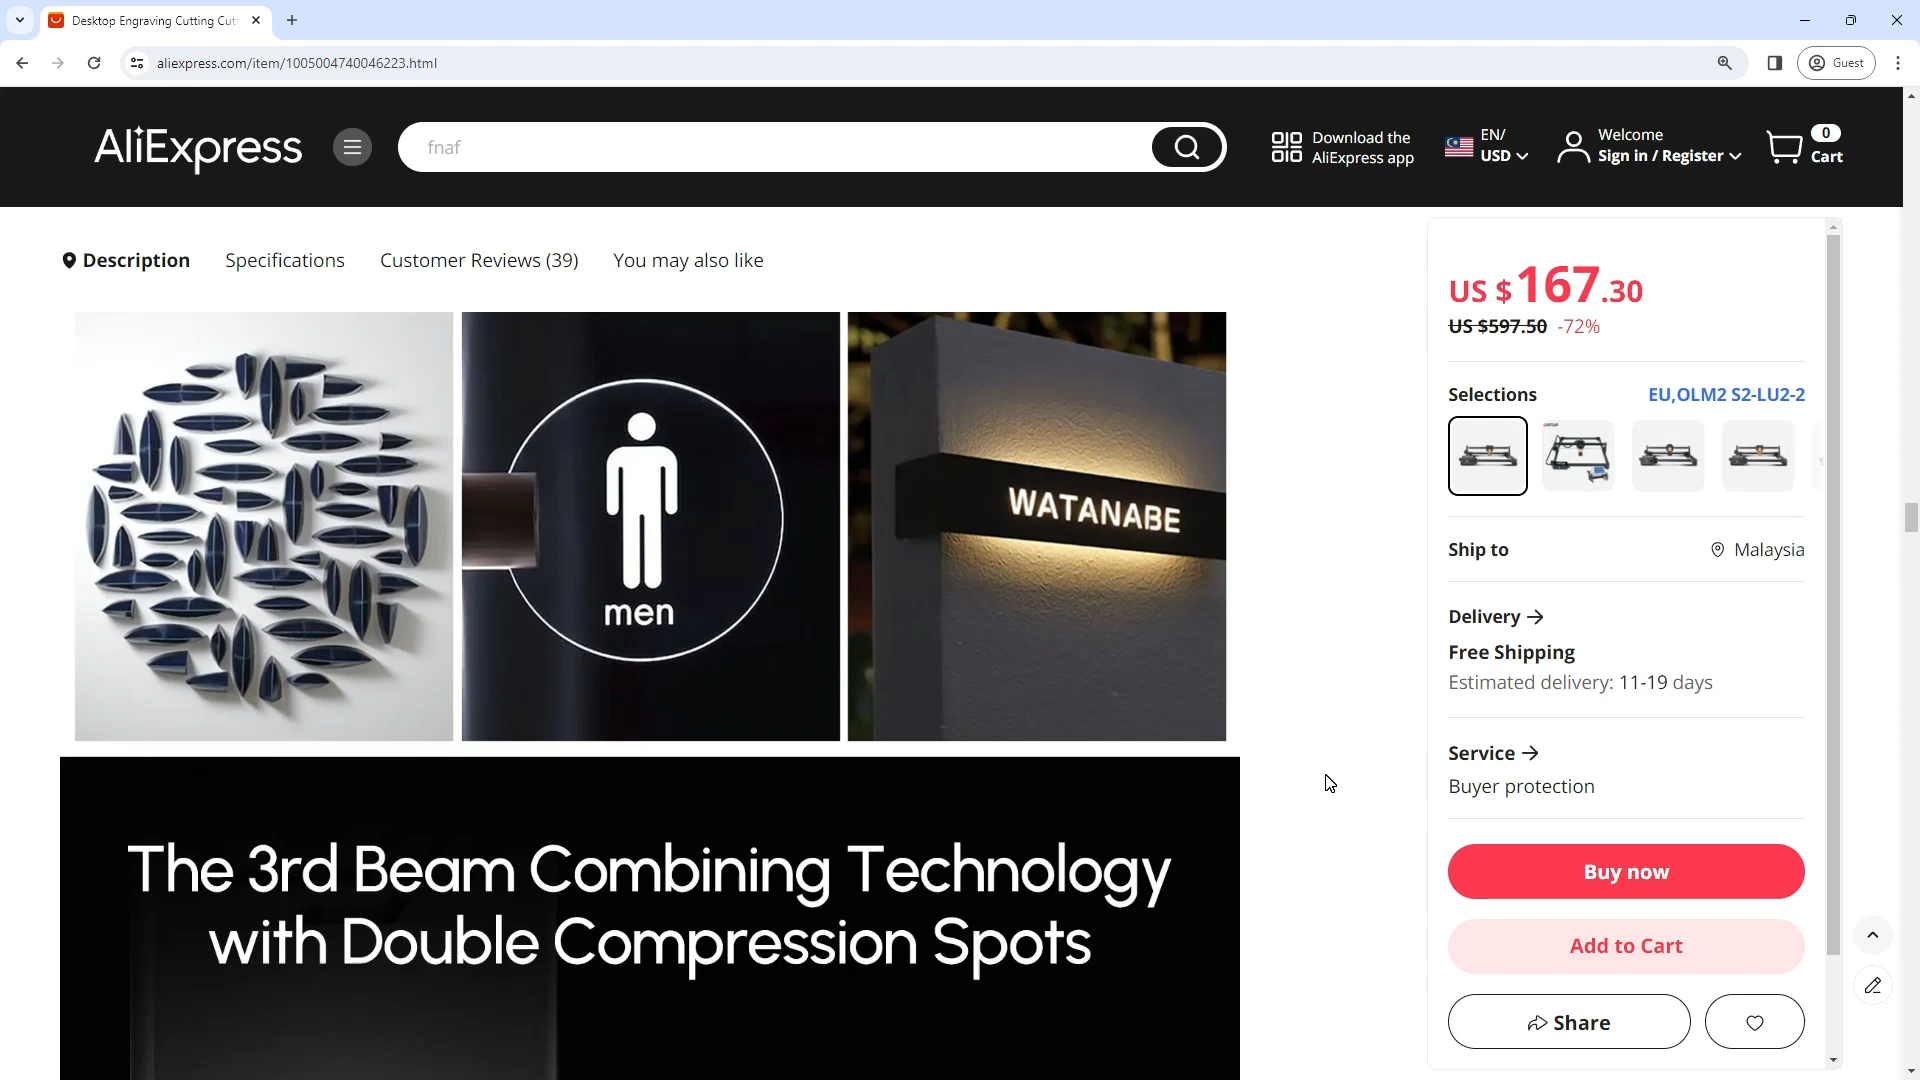 Desktop Engraving Cutting Cut
aliexpress.com/item/1005004740046223.html
Guest
AliExpress
fnaf
Download the
AliExpress app
EN/
USD
Welcome
Sign in / Register
0
Cart
Description
Specifications
Customer Reviews (39)
You may also like
men
WATANABE
The 3rd Beam Combining Technology
with Double Compression Spots
US $167.30
US $597.50 -72%
Selections
EU,OLM2 S2-LU2-2
Ship to
Malaysia
Delivery
Free Shipping
Estimated delivery: 11-19 days
Service
Buyer protection
Buy now
Add to Cart
Share